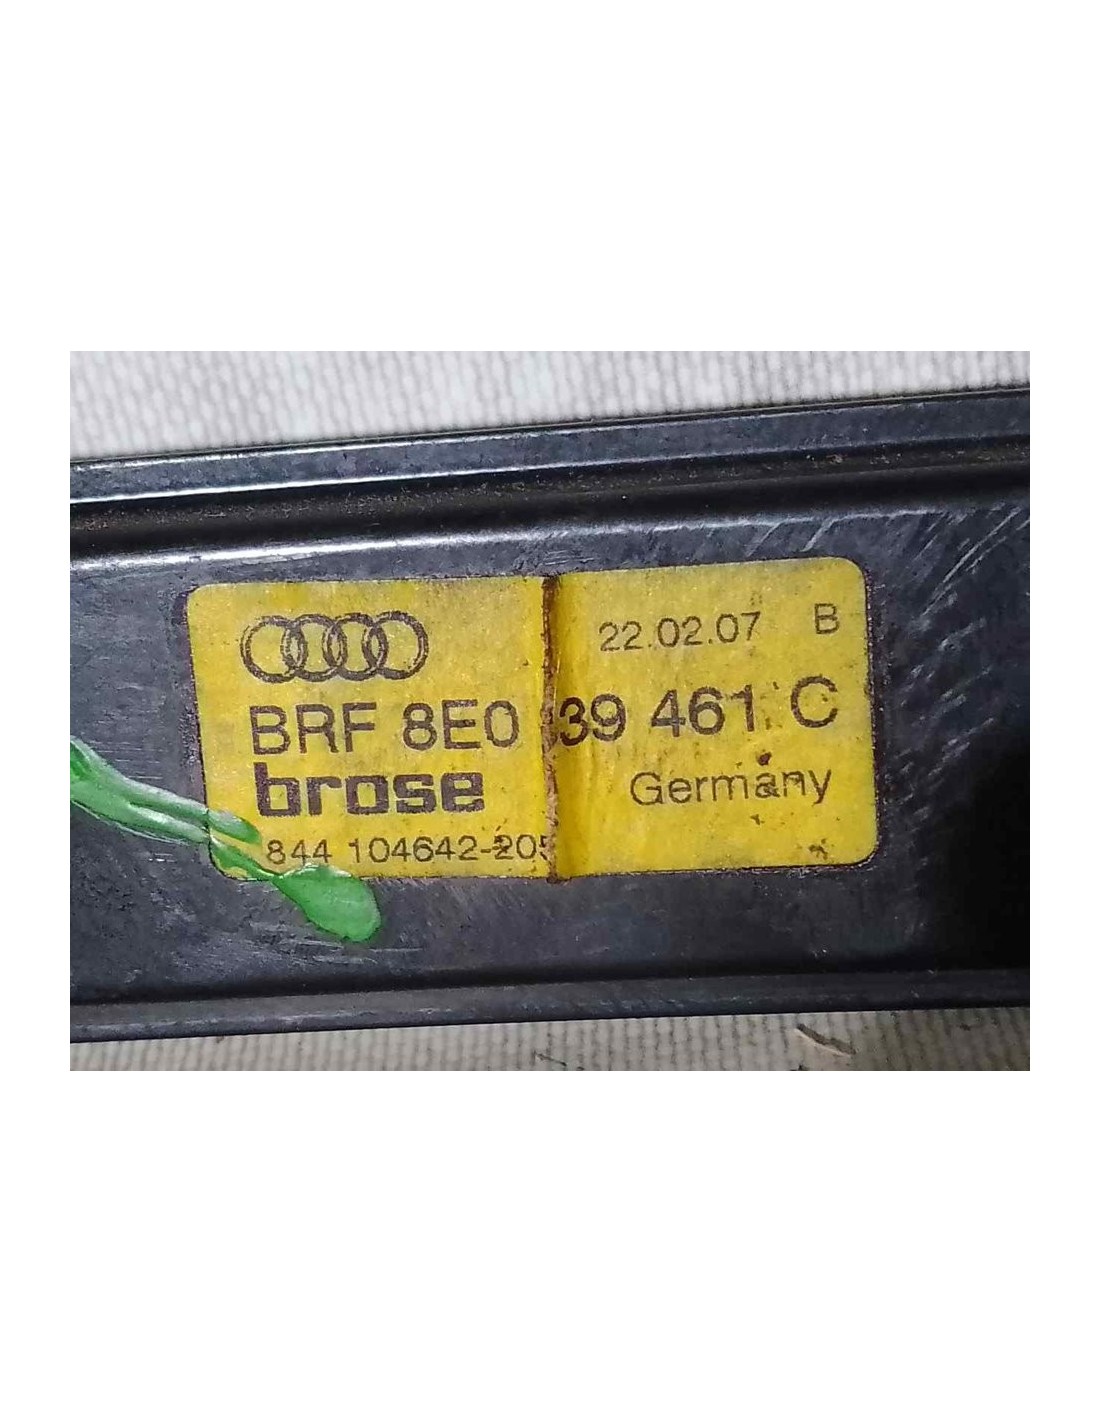 22.02.07 B
BRF 8E0 39 461 C
brose
Germany
844 104642-205